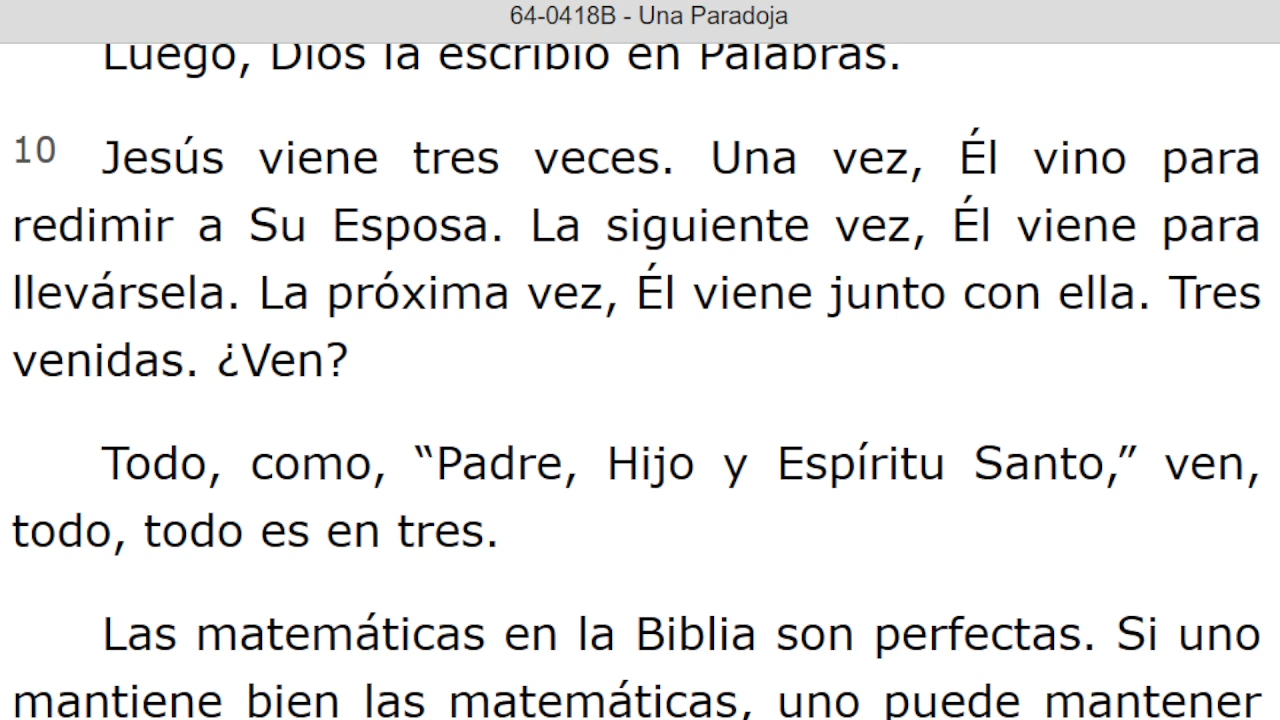 64-0418B - Una Paradoja
Luego, Dios la escribió en Palabras.
10 Jesús viene tres veces. Una vez, Él vino para
redimir a Su Esposa. La siguiente vez, Él viene para
llevársela. La próxima vez, Él viene junto con ella. Tres
venidas. ¿Ven?
Todo, como, “Padre, Hijo y Espíritu Santo,” ven,
todo, todo es en tres.
Las matemáticas en la Biblia son perfectas. Si uno
mantiene bien las matemáticas, uno puede mantener